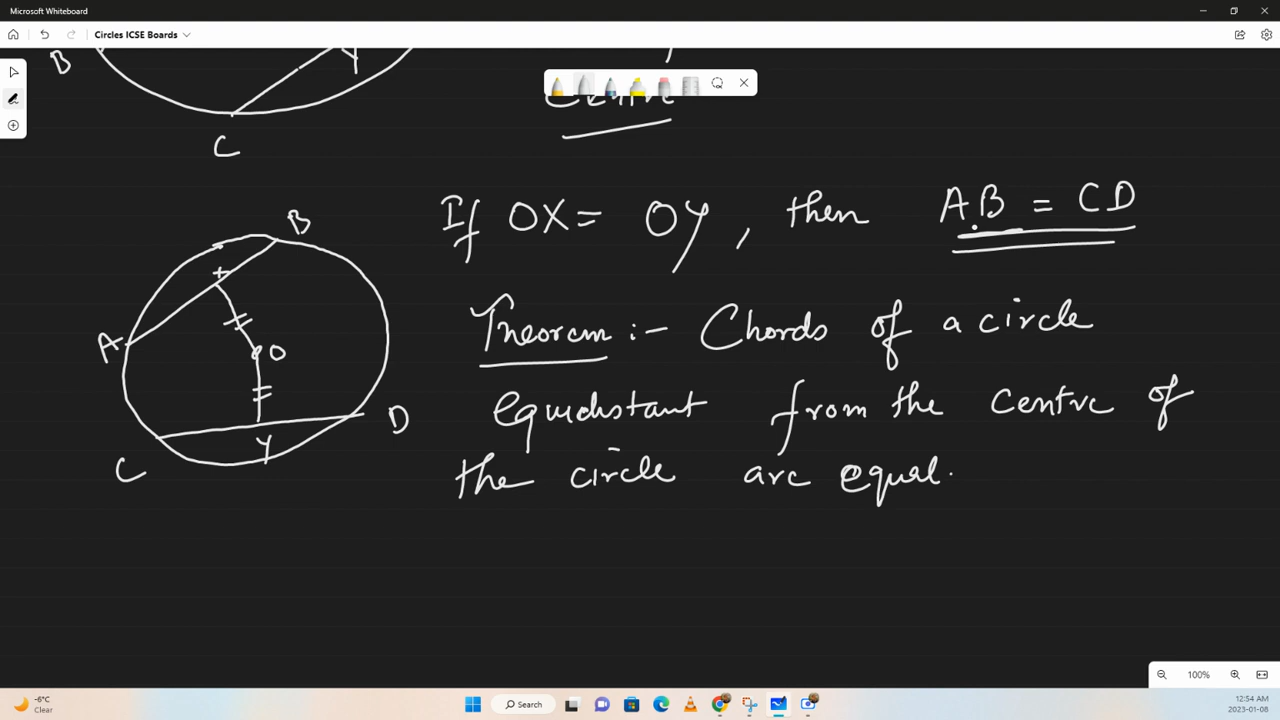 Microsoft Whiteboard
Circles ICSE Boards
B
Y
C
Centre
If OX = OY, then AB = CD
B
A
O
D
Y
C
Theorem :- Chords of a circle
equidistant from the centre of
the circle are equal.
100%
-6°C
Clear
Search
12:54 AM
2023-01-08